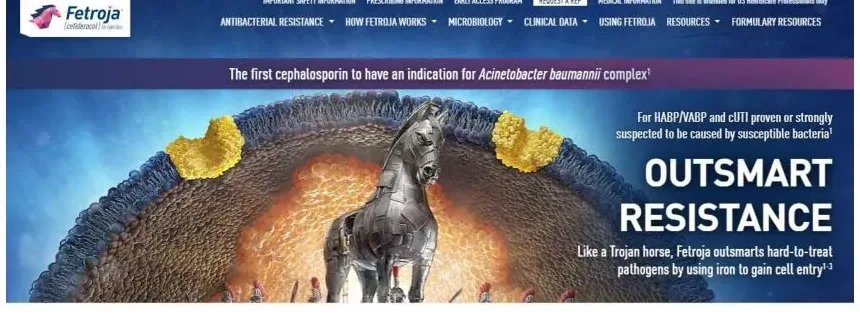 IMPORTANT SAFETY INFORMATION PRESCRIBING INFORMATION EARLY ACCESS PROGRAM REQUEST A REP MEDICAL INFORMATION This site is intended for US Healthcare Professionals only
Fetroja®
(cefiderocol)
ANTIBACTERIAL RESISTANCE HOW FETROJA WORKS MICROBIOLOGY CLINICAL DATA USING FETROJA RESOURCES FORMULARY RESOURCES
The first cephalosporin to have an indication for Acinetobacter baumannii complex¹
For HABP/VABP and cUTI proven or strongly
suspected to be caused by susceptible bacteria¹
OUTSMART
RESISTANCE
Like a Trojan horse, Fetroja outsmarts hard-to-treat
pathogens by using iron to gain cell entry¹⁻³